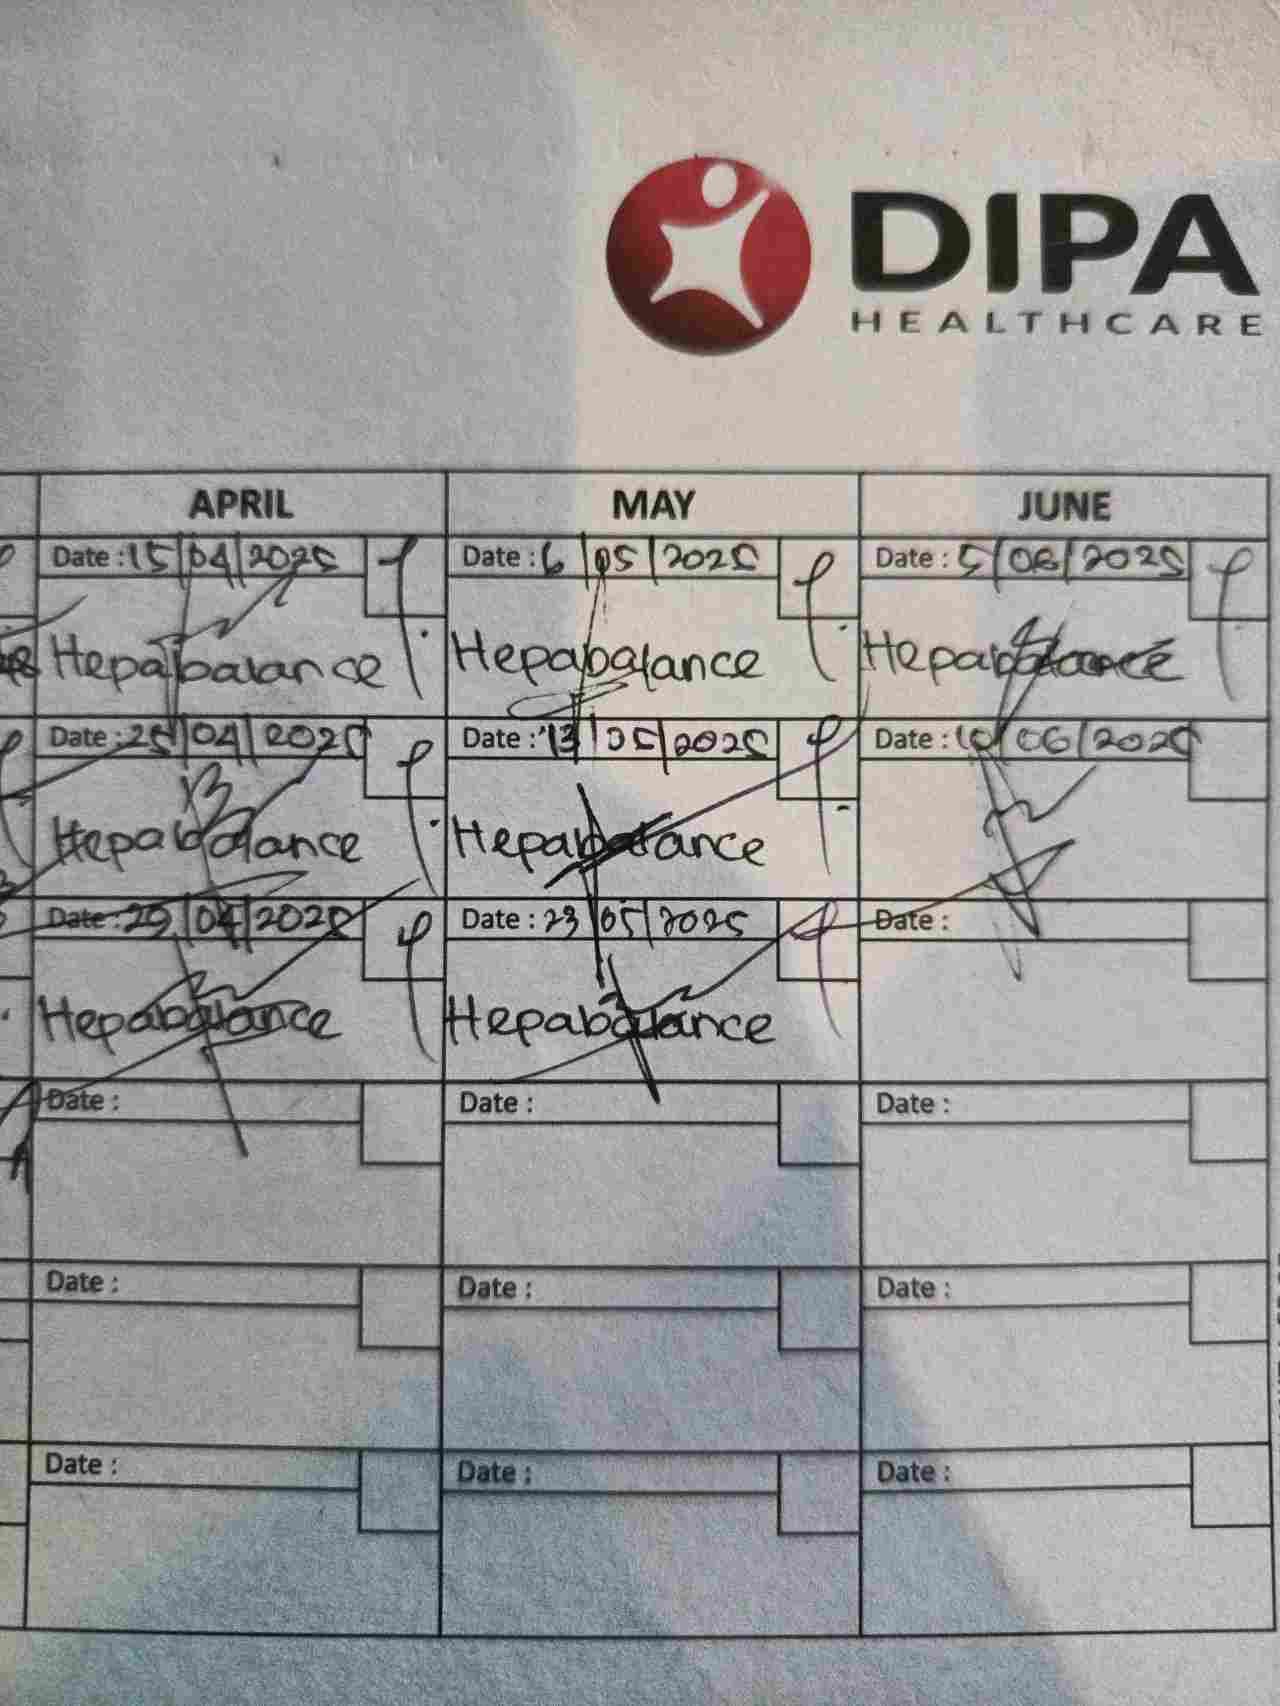 DIPA
HEALTHCARE
APRIL MAY JUNE
Date : 15/04/2025 Date : 6/05/2025 Date : 5/06/2025
Hepabalance Hepabalance Hepabalance
Date : 25/04/2025 Date : 13/05/2025 Date : 10/06/2025
Hepabalance Hepabalance
Date : 29/04/2025 Date : 23/05/2025 Date :
Hepabalance Hepabalance
Date : Date : Date :
Date : Date : Date :
Date : Date : Date :